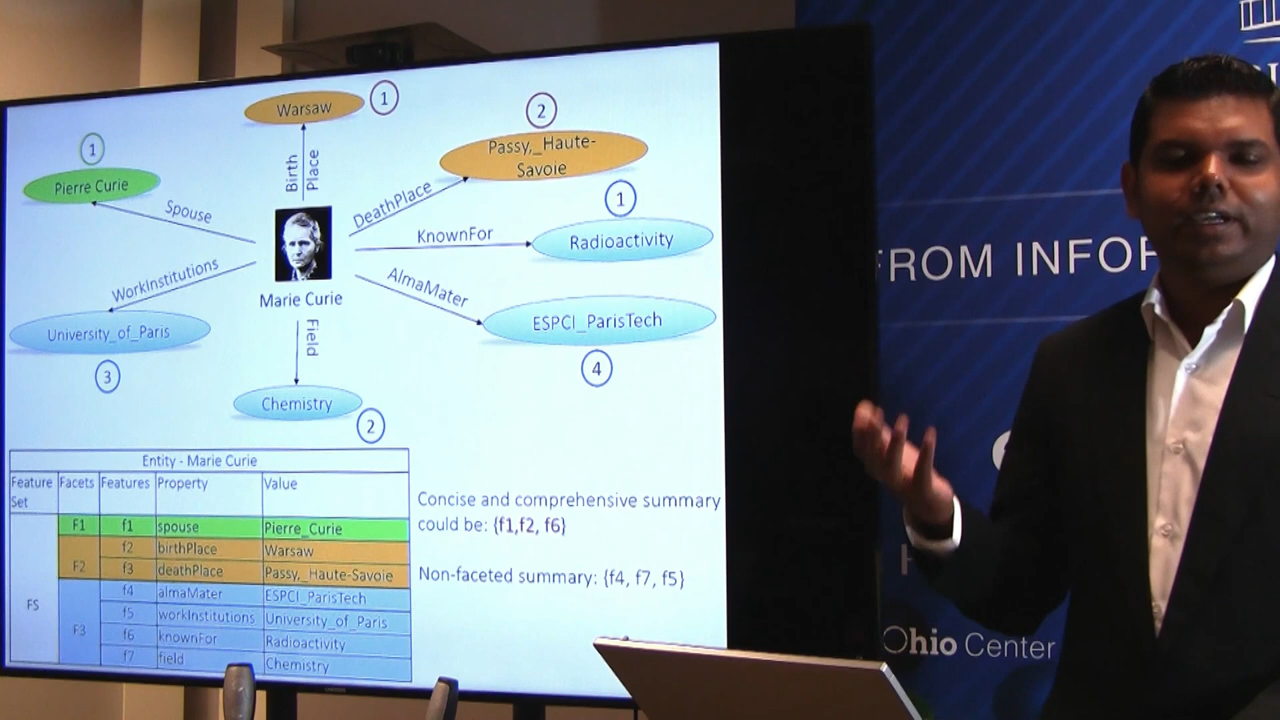 1
Warsaw
2
Passy,_Haute-
Savoie
1
Pierre Curie
Birth
Place
Spouse
DeathPlace
1
KnownFor
Radioactivity
WorkInstitutions
Marie Curie
AlmaMater
University_of_Paris
3
Field
ESPCI_ParisTech
4
Chemistry
2
Entity - Marie Curie
Feature Set Facets Features Property Value
F1 f1 spouse Pierre_Curie
f2 birthPlace Warsaw
F2 f3 deathPlace Passy,_Haute-Savoie
f4 almaMater ESPCI_ParisTech
FS f5 workInstitutions University_of_Paris
F3 f6 knownFor Radioactivity
f7 field Chemistry
Concise and comprehensive summary
could be: {f1,f2, f6}
Non-faceted summary: {f4, f7, f5}
FROM INFOR
Ohio Center